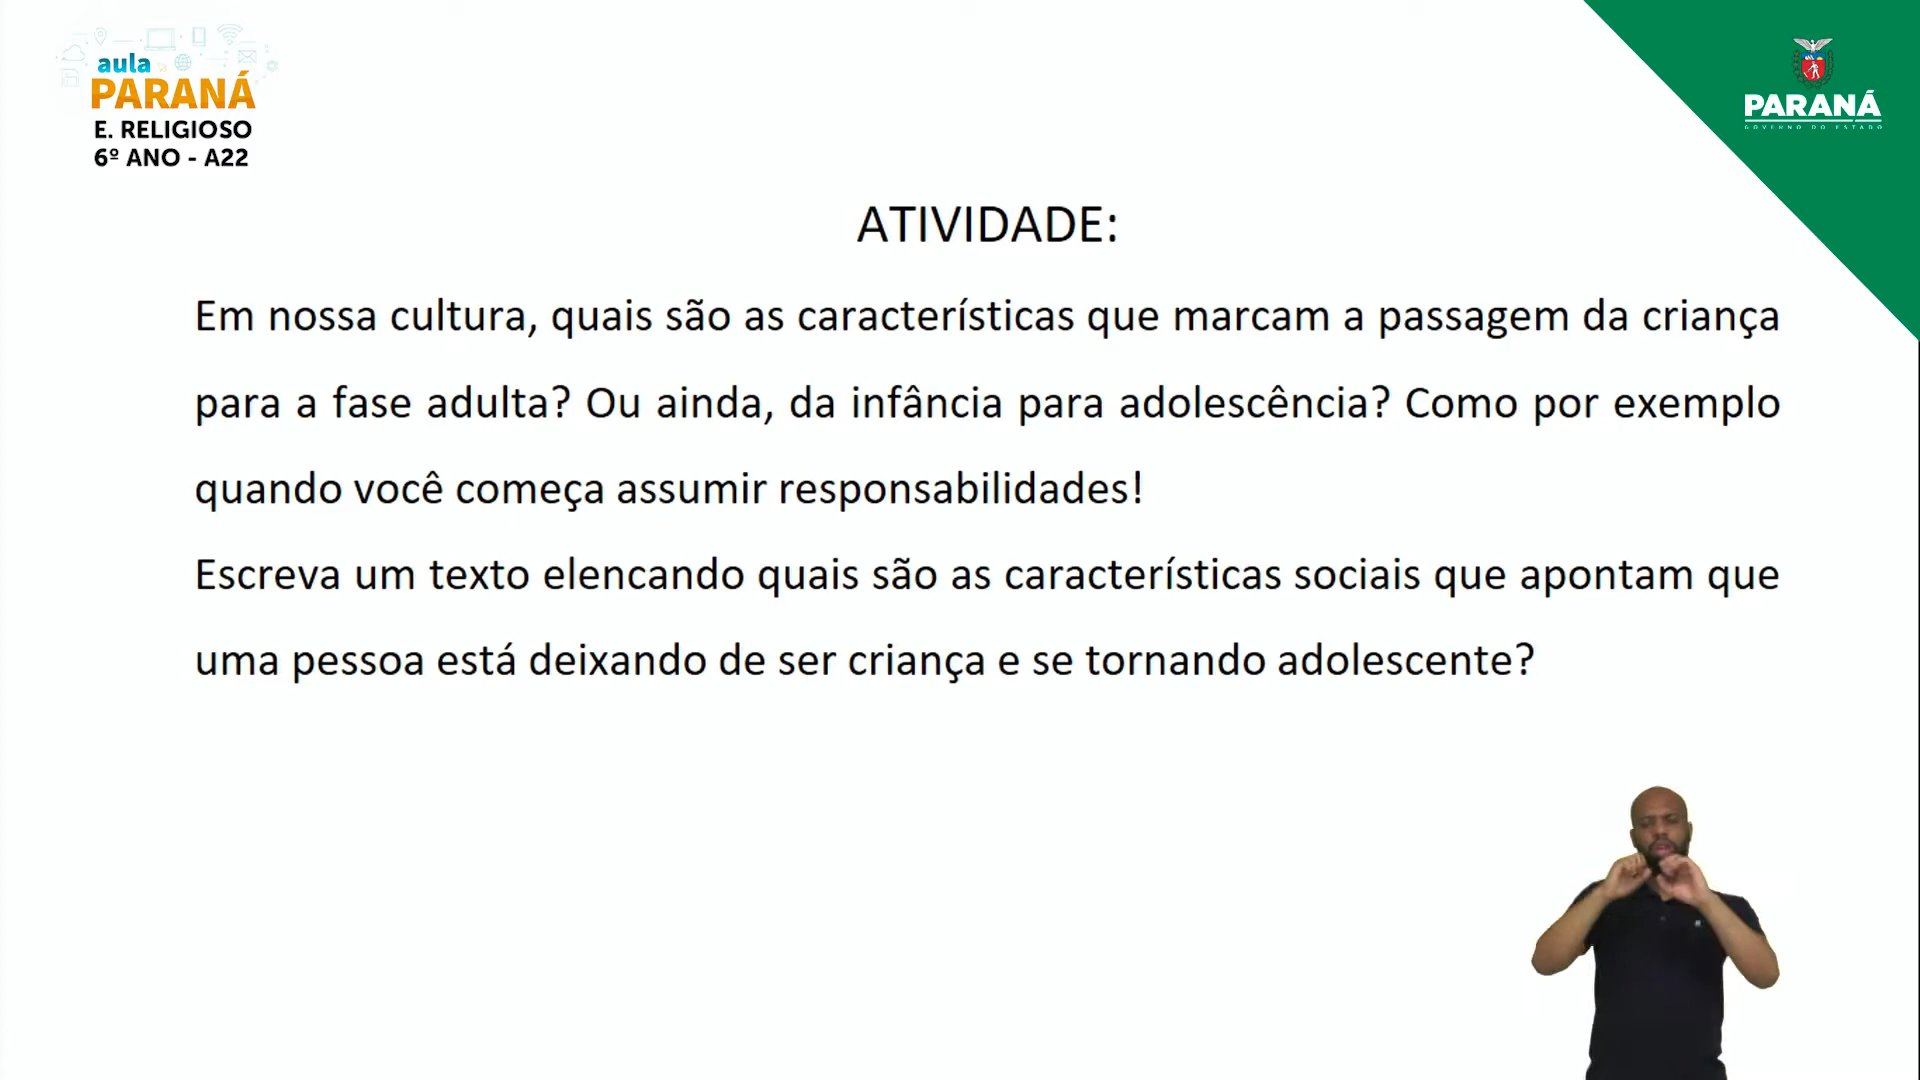 aula
PARANÁ
E. RELIGIOSO
6º ANO - A22
PARANÁ
GOVERNO DO ESTADO
ATIVIDADE:
Em nossa cultura, quais são as características que marcam a passagem da criança
para a fase adulta? Ou ainda, da infância para adolescência? Como por exemplo
quando você começa assumir responsabilidades!
Escreva um texto elencando quais são as características sociais que apontam que
uma pessoa está deixando de ser criança e se tornando adolescente?